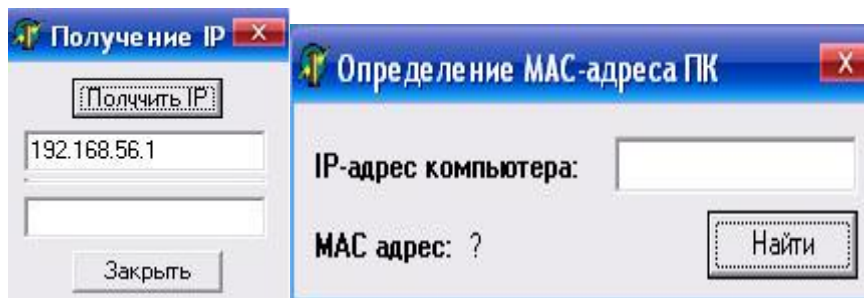 Получение IP
Получить IP
192.168.56.1
Закрыть
Определение MAC-адреса ПК
IP-адрес компьютера:
MAC адрес: ?
Найти